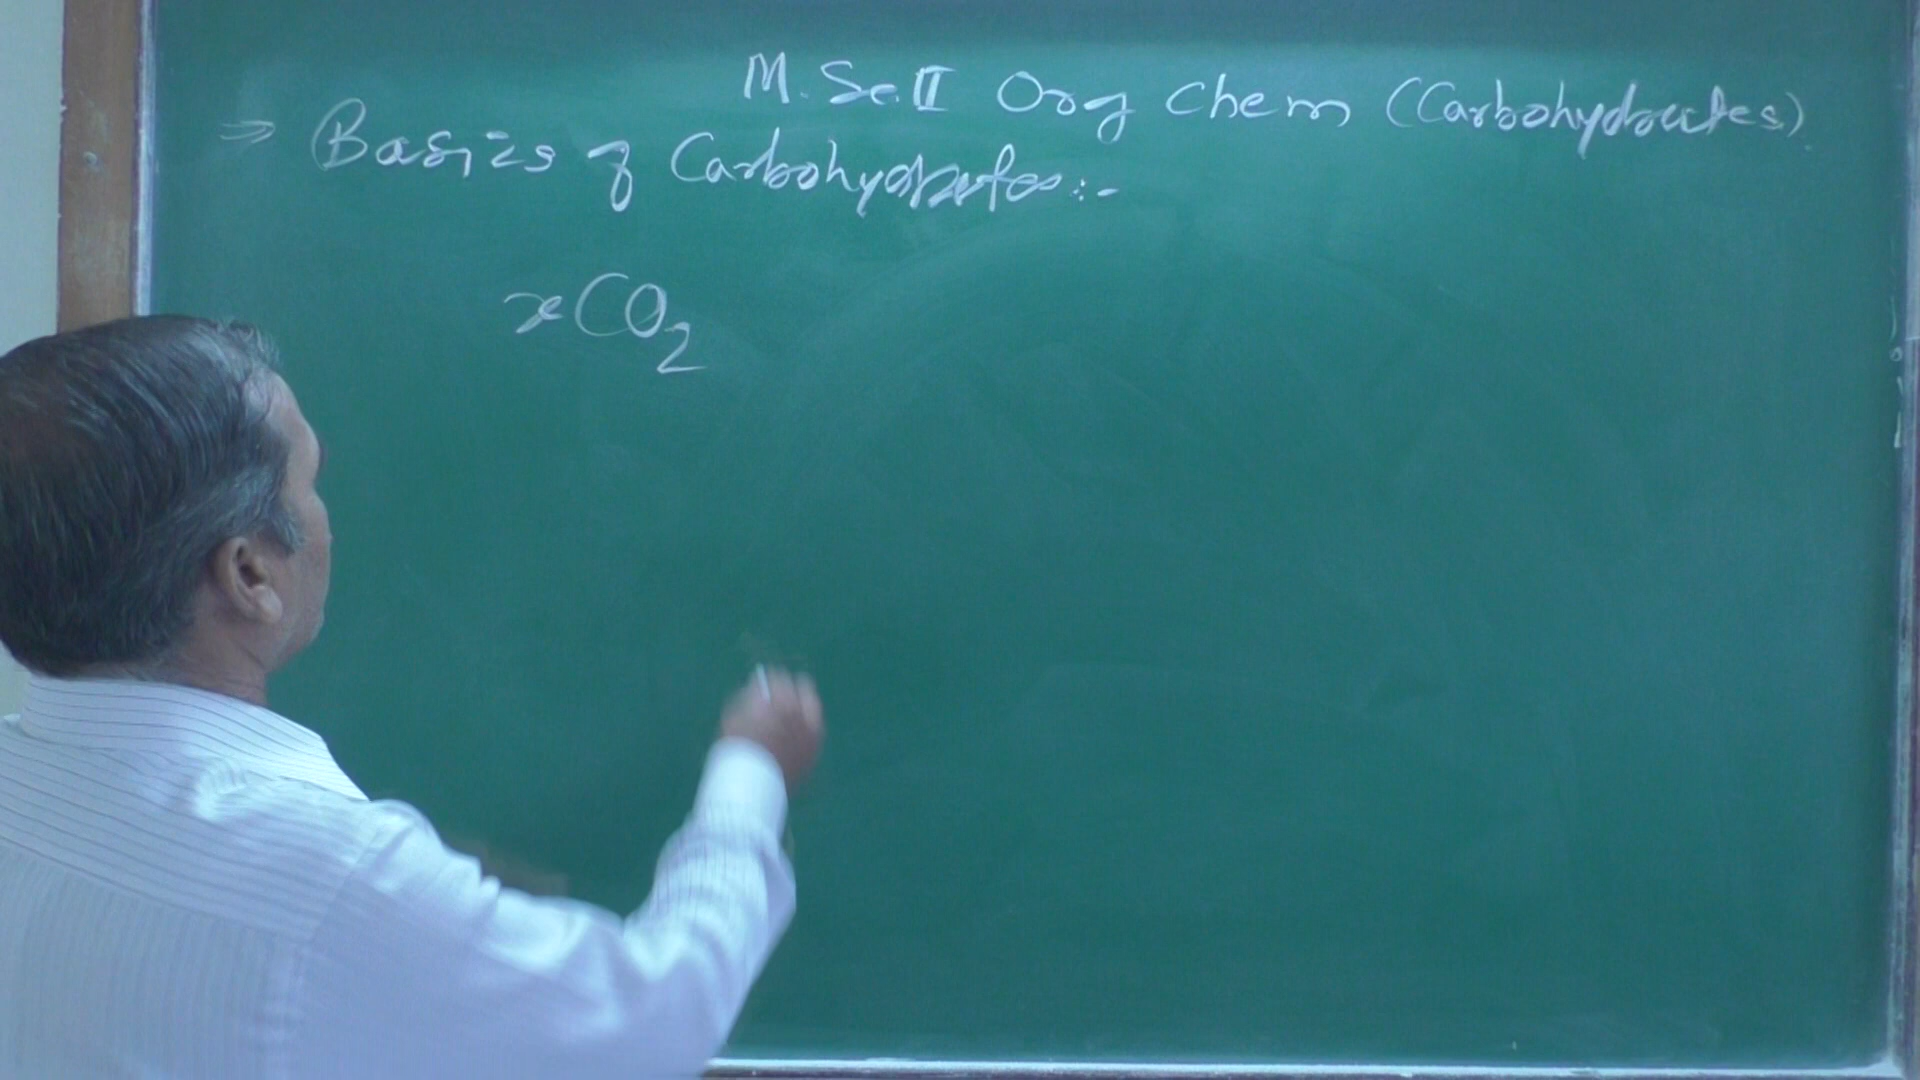 M.Sc.II Org Chem (Carbohydrates)
⇒ Basics of Carbohydrates:-
xCO₂